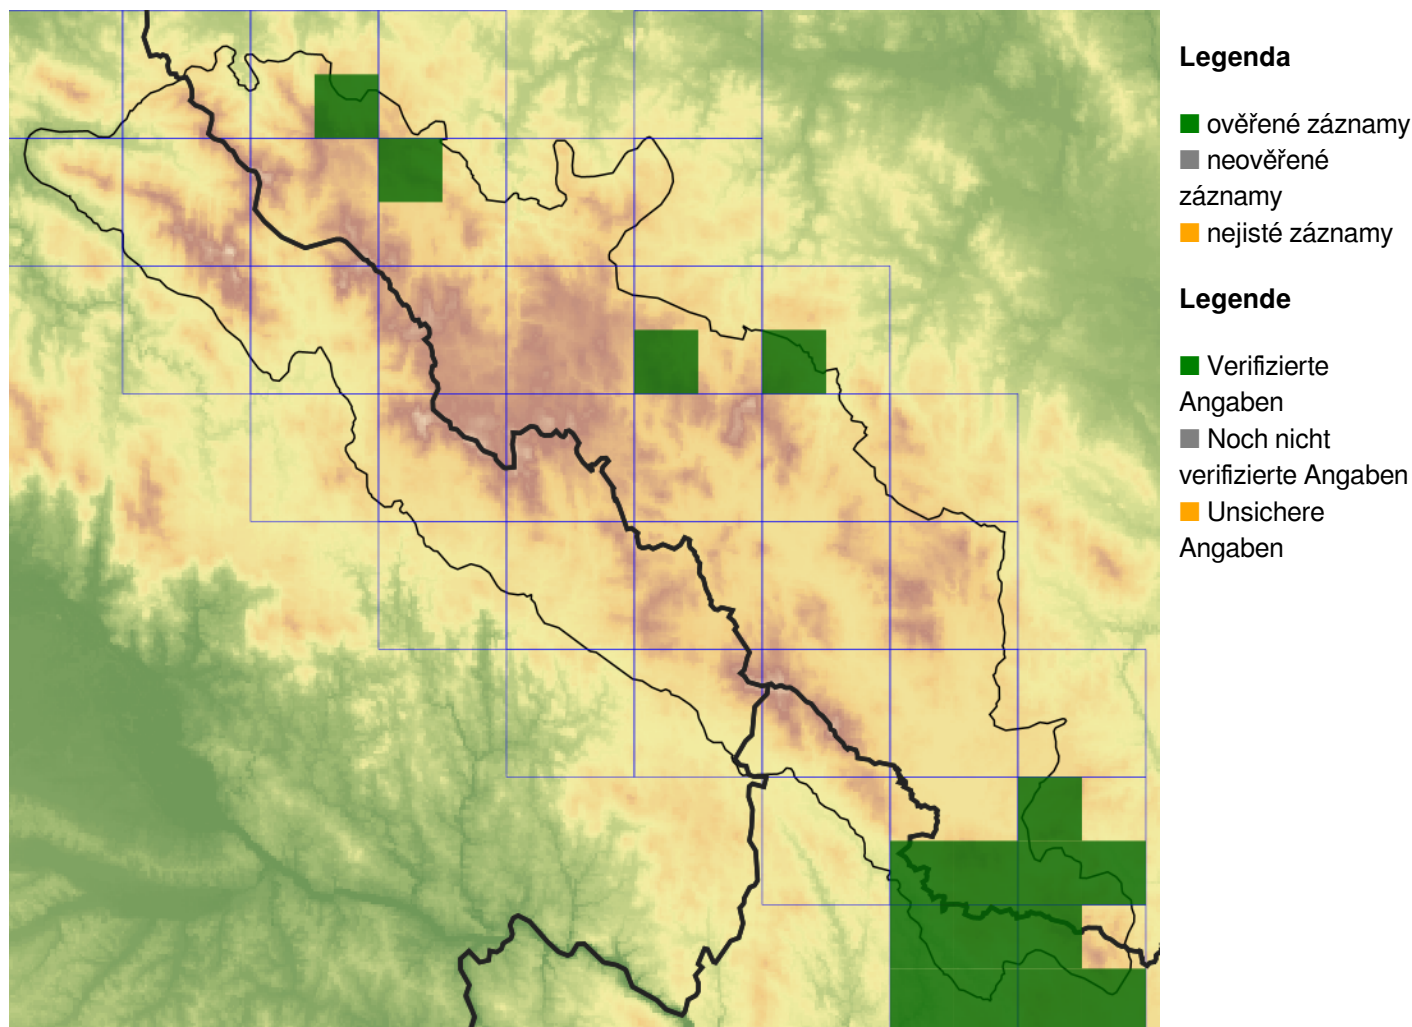 Legenda
ověřené záznamy
neověřené
záznamy
nejisté záznamy
Legende
Verifizierte
Angaben
Noch nicht
verifizierte Angaben
Unsichere
Angaben